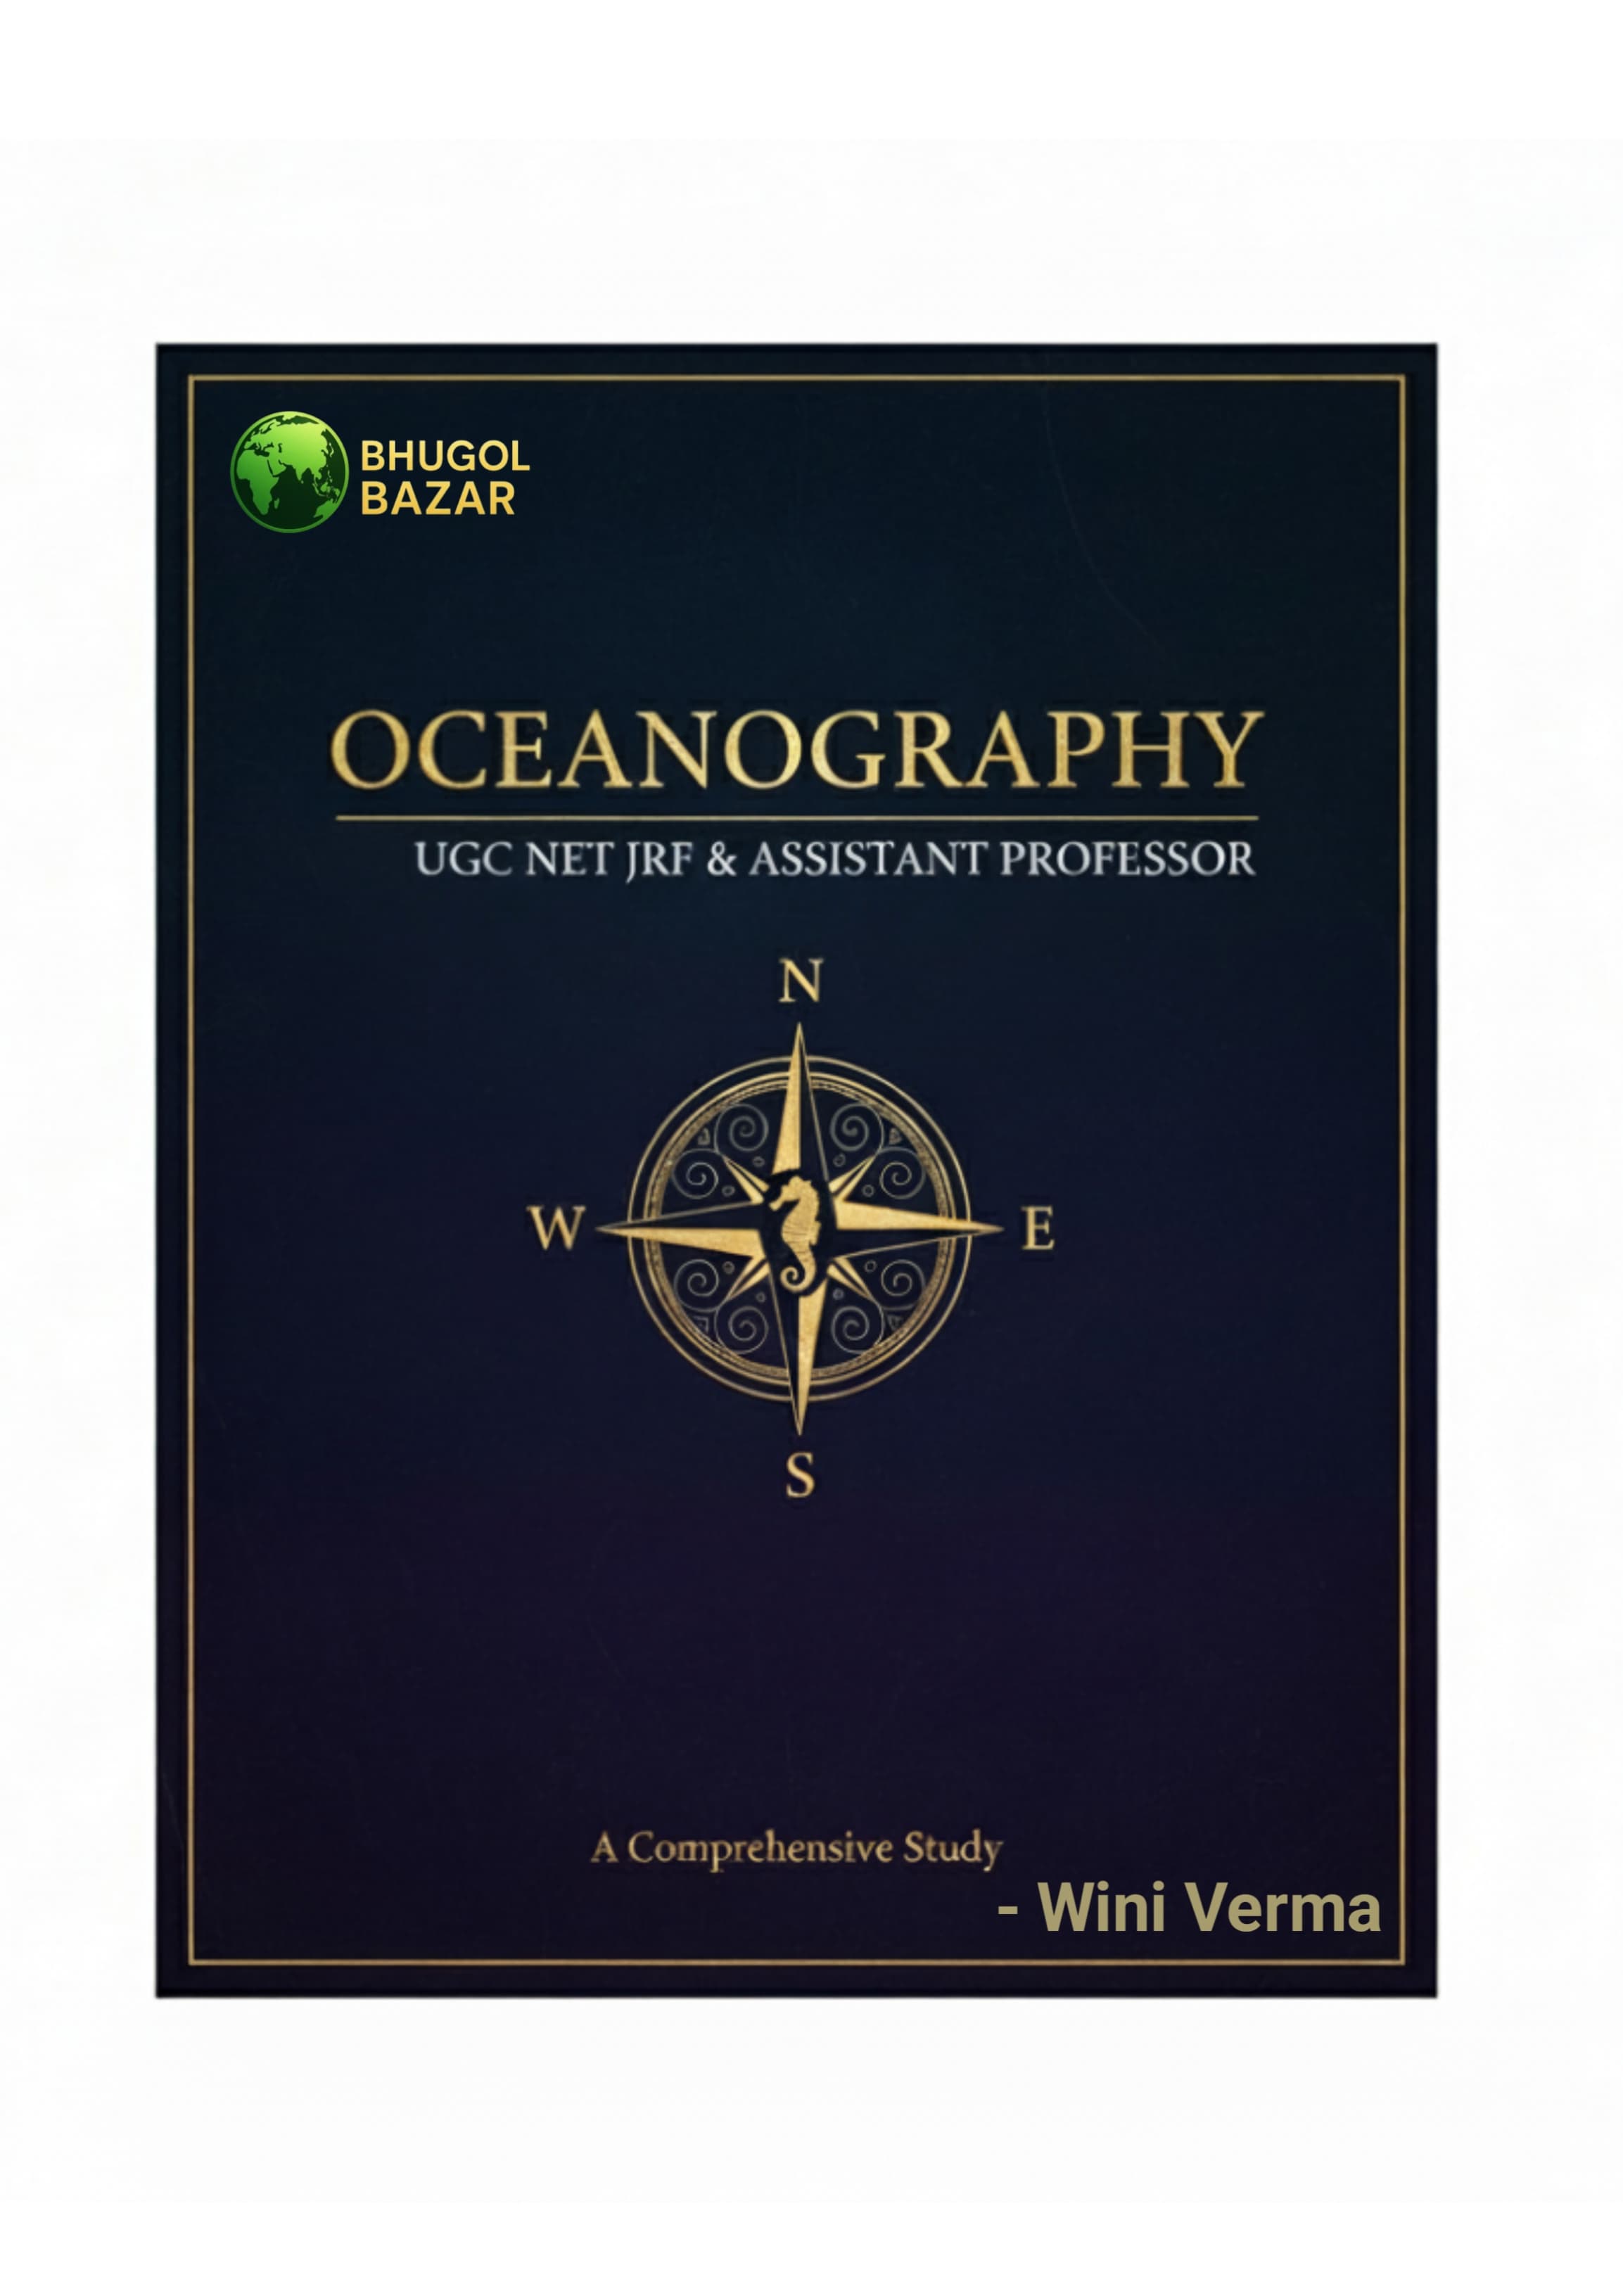 BHUGOL
BAZAR
OCEANOGRAPHY
UGC NET JRF & ASSISTANT PROFESSOR
N
W
E
S
A Comprehensive Study
- Wini Verma